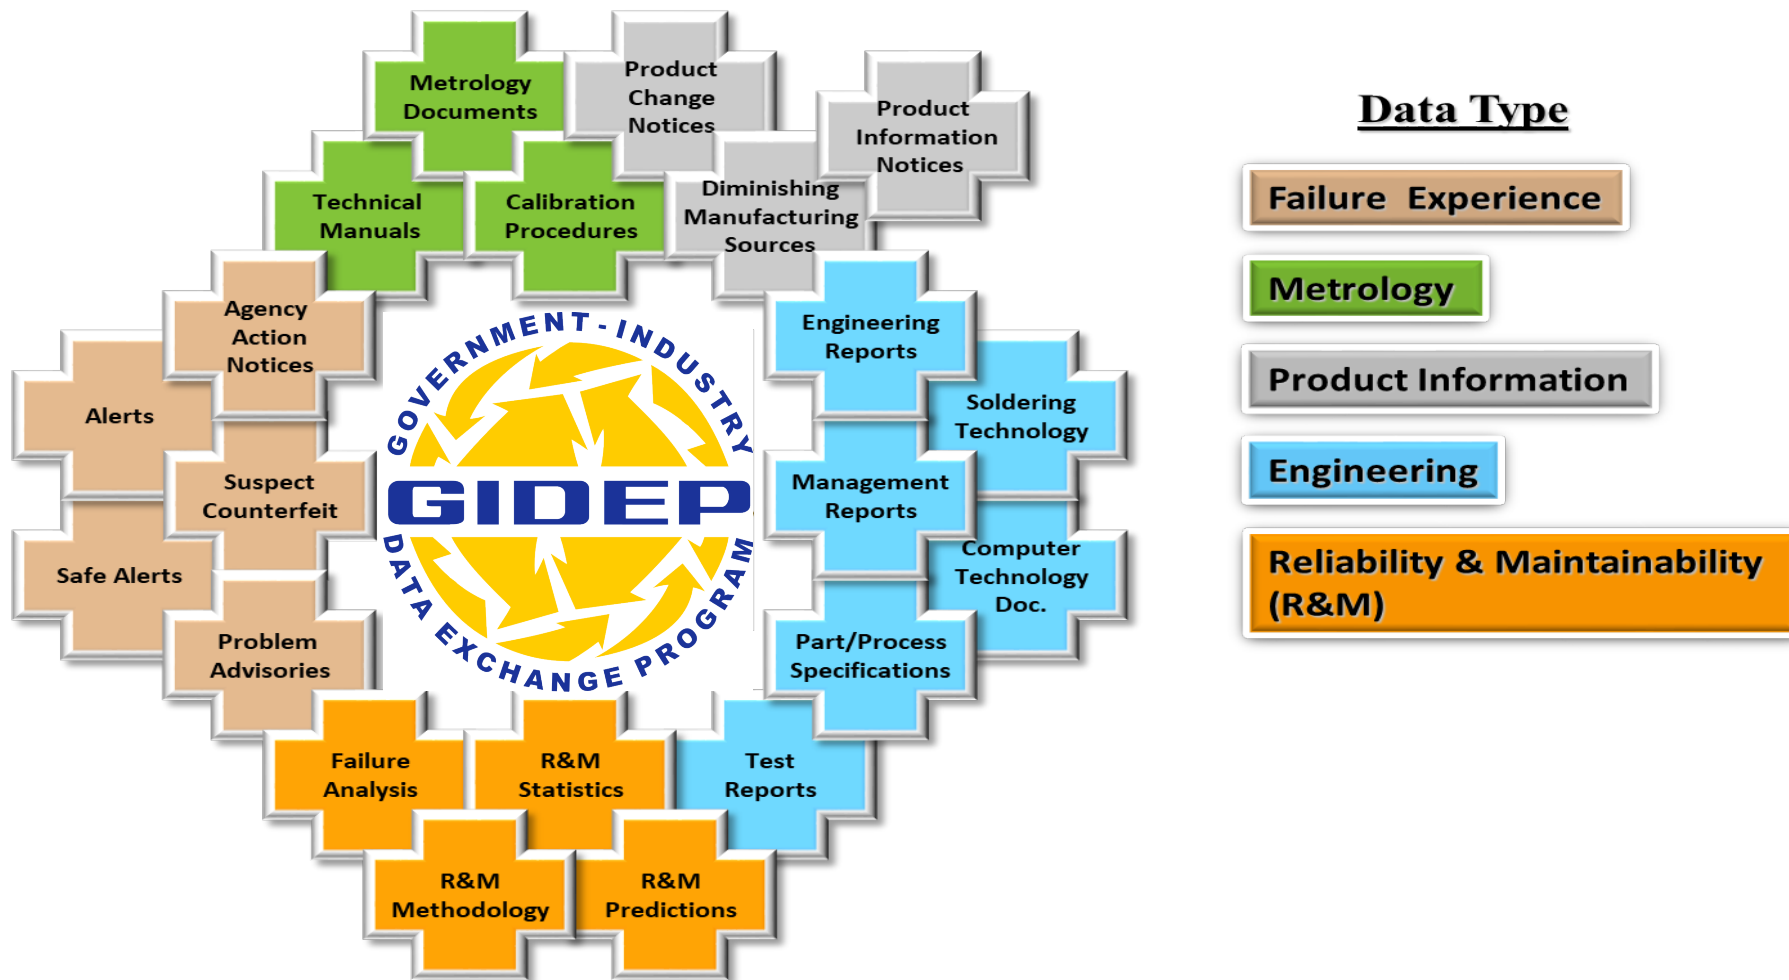 Metrology
Documents
Product
Change
Notices
Product
Information
Notices
Technical
Manuals
Calibration
Procedures
Diminishing
Manufacturing
Sources
Agency
Action
Notices
Engineering
Reports
Alerts
Soldering
Technology
Suspect
Counterfeit
Management
Reports
Safe Alerts
Computer
Technology
Doc.
Problem
Advisories
Part/Process
Specifications
Failure
Analysis
R&M
Statistics
Test
Reports
R&M
Methodology
R&M
Predictions
GOVERNMENT-INDUSTRY
GIDEP
DATA EXCHANGE PROGRAM
Data Type
Failure Experience
Metrology
Product Information
Engineering
Reliability & Maintainability
(R&M)